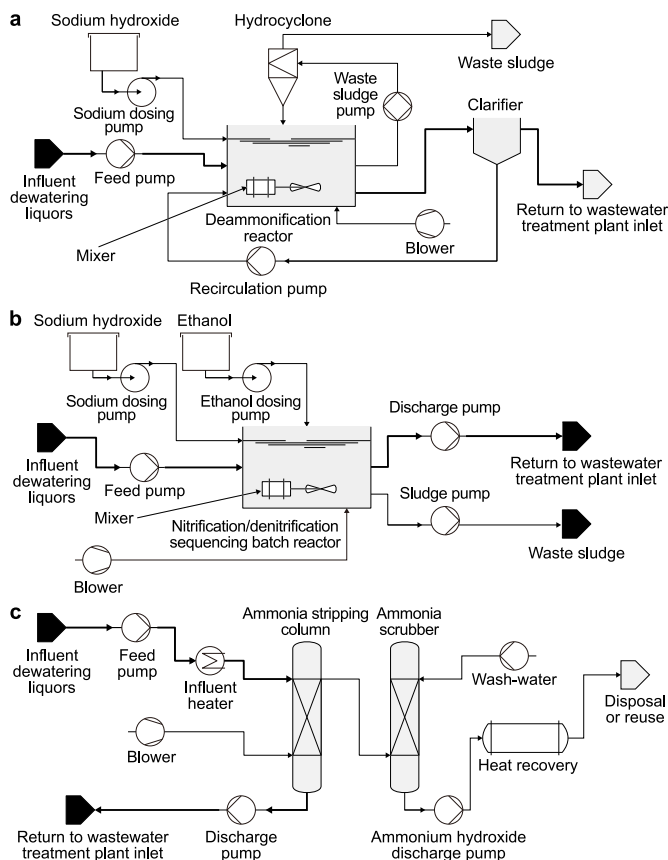 a
Sodium hydroxide
Hydrocyclone
Waste sludge
Waste
sludge
pump
Sodium dosing
pump
Clarifier
Influent
dewatering
liquors
Feed pump
Mixer
Deammonification
reactor
Blower
Return to wastewater
treatment plant inlet
Recirculation pump
b
Sodium hydroxide
Ethanol
Sodium dosing
pump
Ethanol dosing
pump
Discharge pump
Influent
dewatering
liquors
Feed pump
Return to wastewater
treatment plant inlet
Mixer
Sludge pump
Nitrification/denitrification
sequencing batch reactor
Waste sludge
Blower
c
Ammonia stripping
column
Ammonia
scrubber
Influent
dewatering
liquors
Feed
pump
Influent
heater
Wash-water
Disposal
or reuse
Blower
Heat recovery
Return to wastewater
treatment plant inlet
Discharge
pump
Ammonium hydroxide
discharge pump